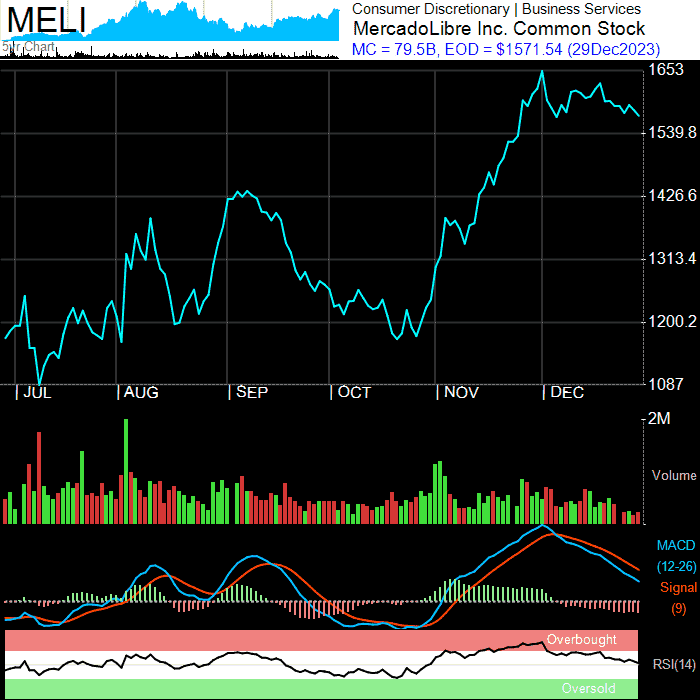 MELI
5yr Chart
Consumer Discretionary | Business Services
MercadoLibre Inc. Common Stock
MC = 79.5B, EOD = $1571.54 (29Dec2023)
1653
1539.8
1426.6
1313.4
1200.2
1087
| JUL | AUG | SEP | OCT | NOV | DEC
2M
Volume
MACD
(12-26)
Signal
(9)
Overbought
RSI(14)
Oversold